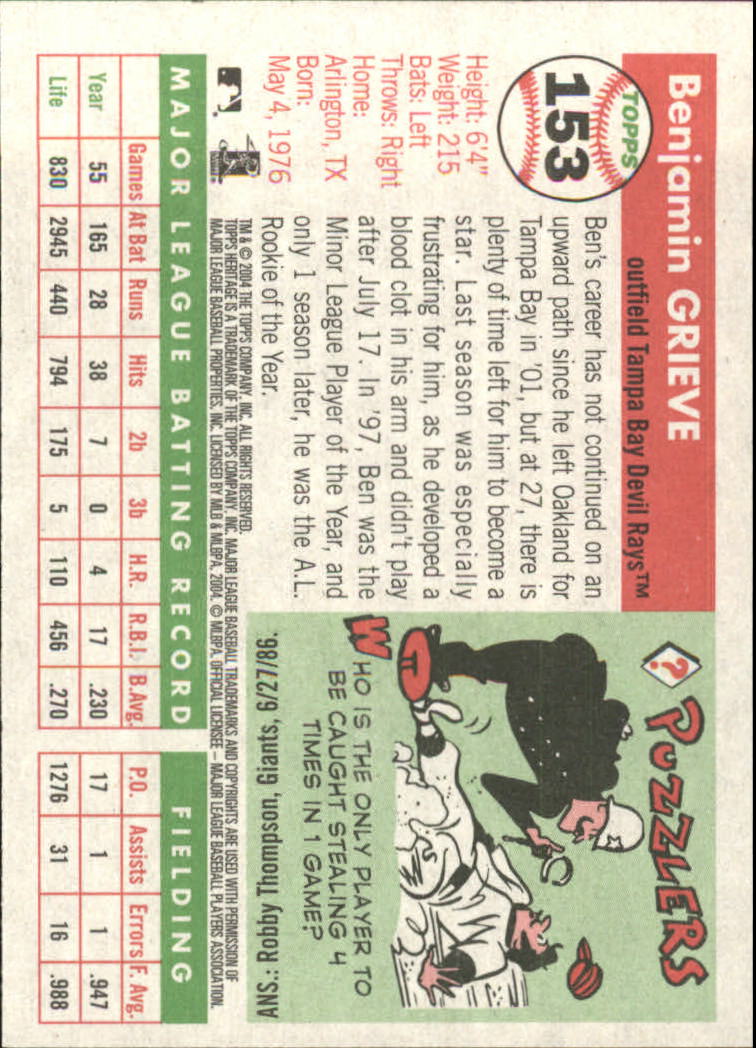 Benjamin GRIEVE
outfield Tampa Bay Devil Rays™
TOPPS
153
Height: 6'4"
Weight: 215
Bats: Left
Throws: Right
Home:
Arlington, TX
Born:
May 4, 1976
Ben's career has not continued on an
upward path since he left Oakland for
Tampa Bay in '01, but at 27, there is
plenty of time left for him to become a
star. Last season was especially
frustrating for him, as he developed a
blood clot in his arm and didn't play
after July 17. In '97, Ben was the
Minor League Player of the Year, and
only 1 season later, he was the A.L.
Rookie of the Year.
? PUZZLERS
WHO IS THE ONLY PLAYER TO
BE CAUGHT STEALING 4
TIMES IN 1 GAME?
ANS.: Robby Thompson, Giants, 6/27/86.
TM & © 2004 THE TOPPS COMPANY, INC. ALL RIGHTS RESERVED.
TOPPS HERITAGE IS A TRADEMARK OF THE TOPPS COMPANY, INC. MAJOR LEAGUE BASEBALL TRADEMARKS AND COPYRIGHTS ARE USED WITH PERMISSION OF
MAJOR LEAGUE BASEBALL PROPERTIES, INC. LICENSED BY MLB & MLBPA, 2004. © MLBPA. OFFICIAL LICENSEE – MAJOR LEAGUE BASEBALL PLAYERS ASSOCIATION.
MAJOR LEAGUE BATTING RECORD FIELDING
Games At Bat Runs Hits 2b 3b H.R. R.B.I. B.Avg. P.O. Assists Errors F. Avg.
Year 55 165 28 38 7 0 4 17 .230 17 1 1 .947
Life 830 2945 440 794 175 5 110 456 .270 1276 31 16 .988